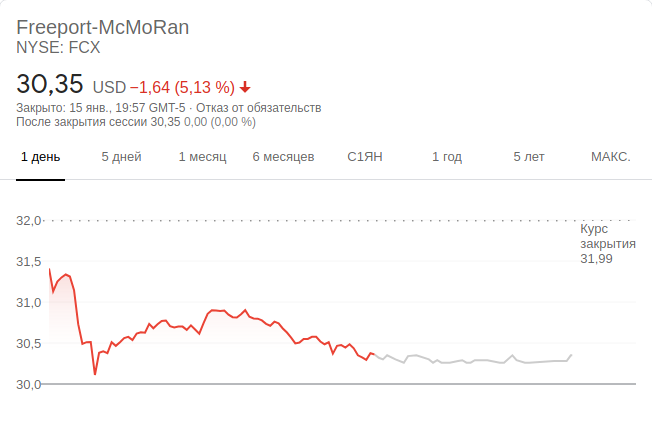 Freeport-McMoRan
NYSE: FCX
30,35 USD −1,64 (5,13 %)
Закрыто: 15 янв., 19:57 GMT-5 · Отказ от обязательств
После закрытия сессии 30,35 0,00 (0,00 %)
1 день 5 дней 1 месяц 6 месяцев С1ЯН 1 год 5 лет МАКС.
32,0
Курс
закрытия
31,99
31,5
31,0
30,5
30,0